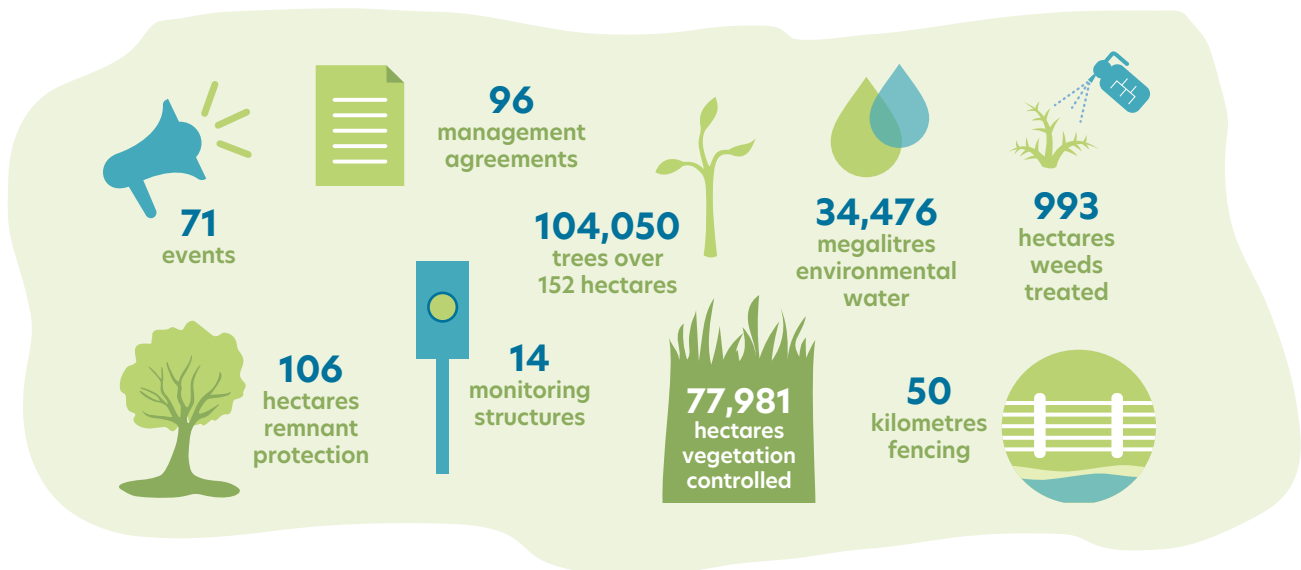 71
events
96
management
agreements
104,050
trees over
152 hectares
34,476
megalitres
environmental
water
993
hectares
weeds
treated
106
hectares
remnant
protection
14
monitoring
structures
77,981
hectares
vegetation
controlled
50
kilometres
fencing